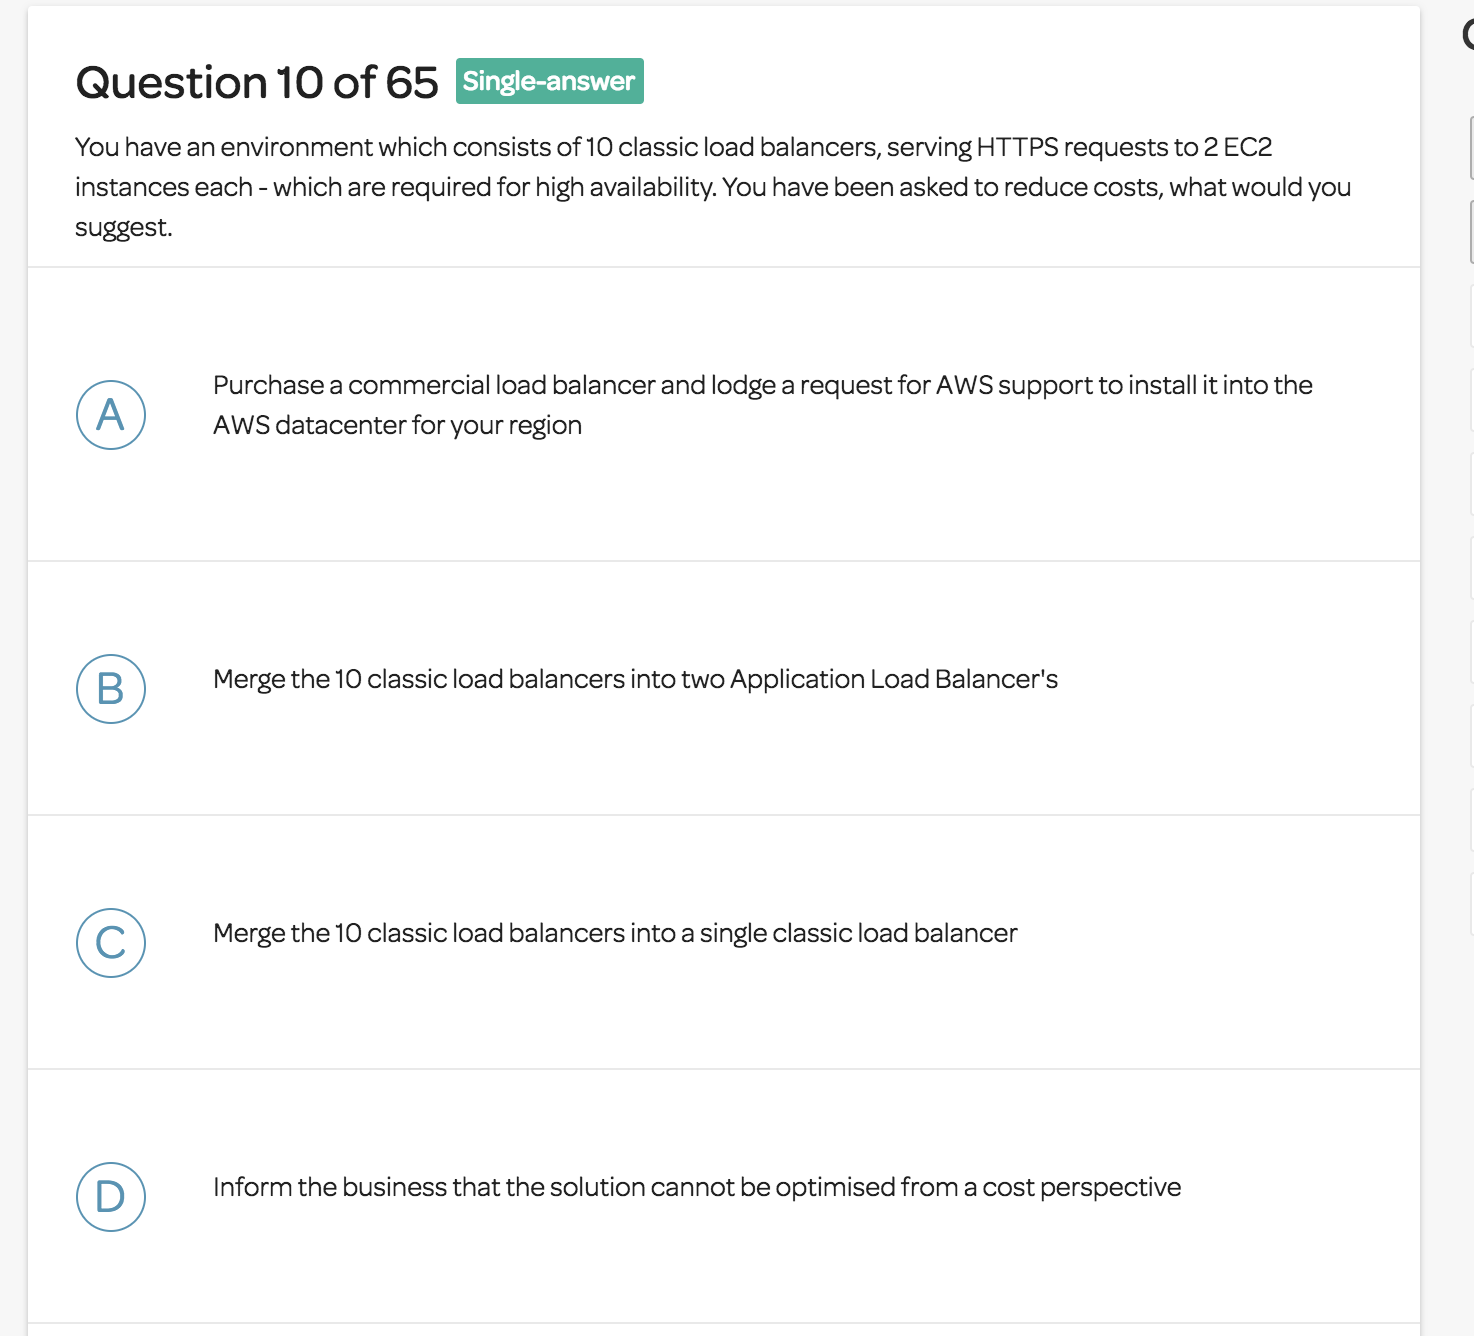 Question 10 of 65 Single-answer
You have an environment which consists of 10 classic load balancers, serving HTTPS requests to 2 EC2
instances each - which are required for high availability. You have been asked to reduce costs, what would you
suggest.
A
Purchase a commercial load balancer and lodge a request for AWS support to install it into the
AWS datacenter for your region
B
Merge the 10 classic load balancers into two Application Load Balancer's
C
Merge the 10 classic load balancers into a single classic load balancer
D
Inform the business that the solution cannot be optimised from a cost perspective